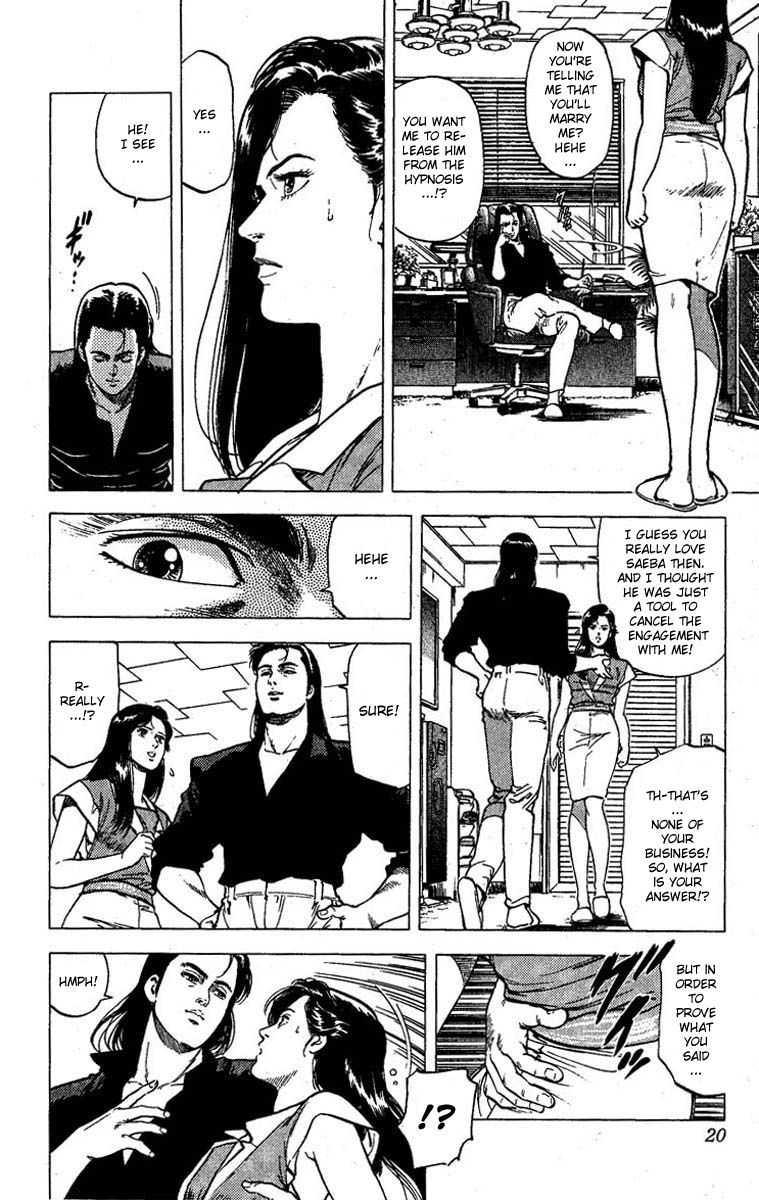 NOW
YOU'RE
TELLING
ME THAT
YOU'LL
MARRY
ME?
HEHE
...
YOU WANT
ME TO RE-
LEASE HIM
FROM THE
HYPNOSIS
...!?
YES
...
HE!
I SEE
...
I GUESS YOU
REALLY LOVE
SAEBA THEN.
AND I THOUGHT
HE WAS JUST
A TOOL TO
CANCEL THE
ENGAGEMENT
WITH ME!
TH-THAT'S
...
NONE OF
YOUR
BUSINESS!
SO, WHAT
IS YOUR
ANSWER!?
HEHE
...
SURE!
R-
REALLY
...!?
BUT IN
ORDER
TO
PROVE
WHAT
YOU
SAID
...
グッ
!?
HMPH!
20